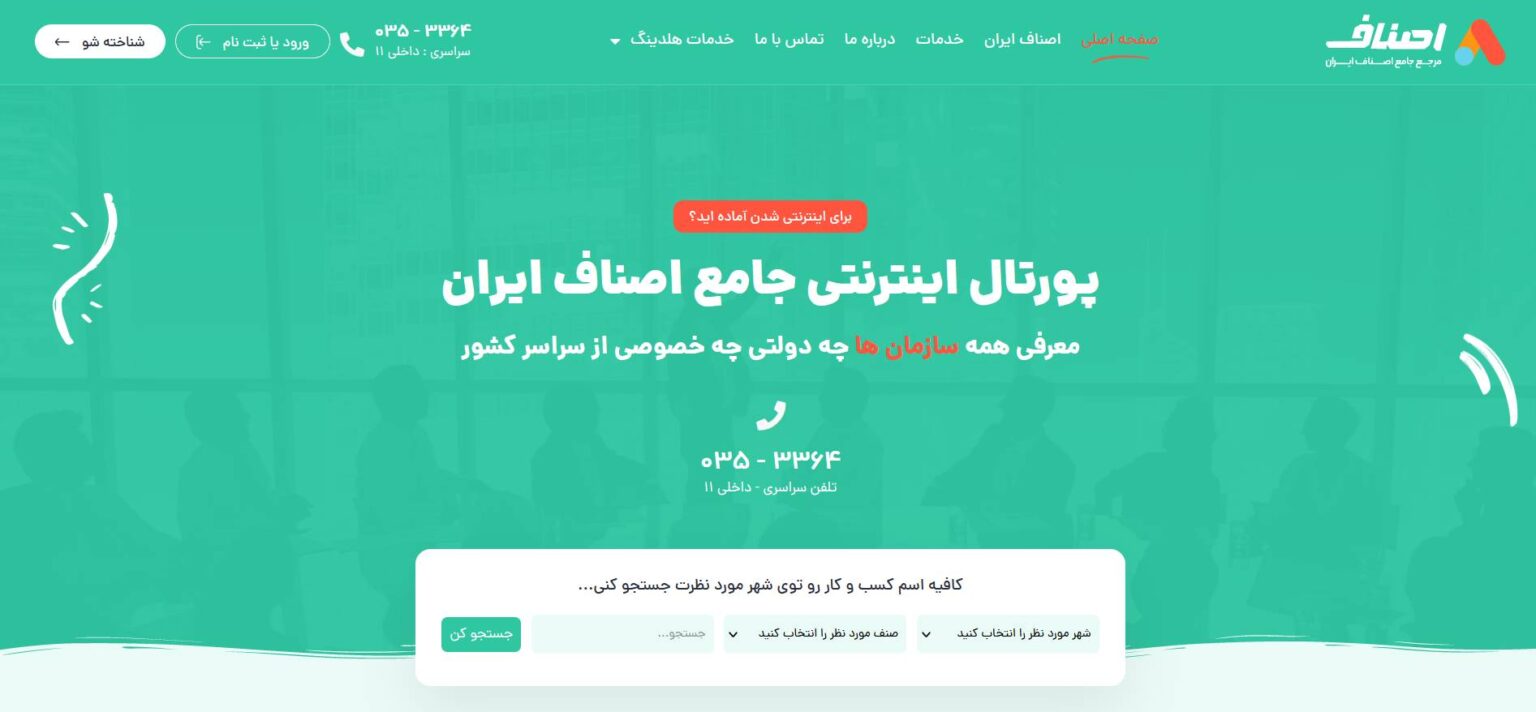 اصناف
مرجع جامع اصناف ایران
صفحه اصلی
اصناف ایران
خدمات
درباره ما
تماس با ما
خدمات هلدینگ
۰۳۵ - ۳۳۶۴
سراسری : داخلی ۱۱
ورود یا ثبت نام
شناخته شو
برای اینترنتی شدن آماده اید؟
پورتال اینترنتی جامع اصناف ایران
معرفی همه سازمان ها چه دولتی چه خصوصی از سراسر کشور
۰۳۵ - ۳۳۶۴
تلفن سراسری - داخلی ۱۱
کافیه اسم کسب و کار رو توی شهر مورد نظرت جستجو کنی...
شهر مورد نظر را انتخاب کنید
صنف مورد نظر را انتخاب کنید
جستجو...
جستجو کن